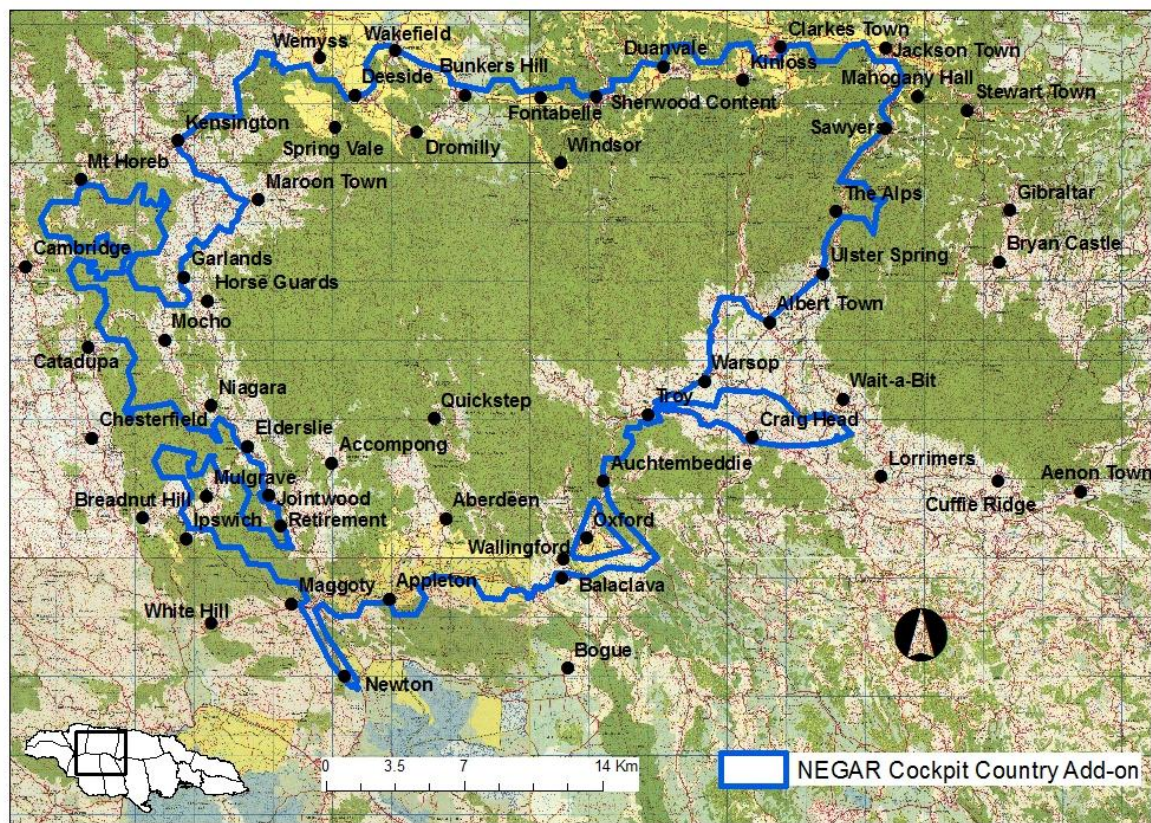 Clarkes Town
Wemyss
Wakefield
Duanvale
Jackson Town
Deeside
Bunkers Hill
Kinloss
Mahogany Hall
Fontabelle
Sherwood Content
Stewart Town
Kensington
Sawyers
Spring Vale
Dromilly
Windsor
Mt Horeb
Maroon Town
The Alps
Gibraltar
Cambridge
Garlands
Ulster Spring
Bryan Castle
Horse Guards
Mocho
Albert Town
Catadupa
Warsop
Niagara
Wait-a-Bit
Quickstep
Troy
Chesterfield
Elderslie
Craig Head
Accompong
Auchtembeddie
Lorrimers
Mulgrave
Aenon Town
Breadnut Hill
Jointwood
Aberdeen
Cuffie Ridge
Ipswich
Retirement
Oxford
Wallingford
Maggoty
Appleton
Balaclava
White Hill
Bogue
Newton
0 3.5 7 14 Km
NEGAR Cockpit Country Add-on